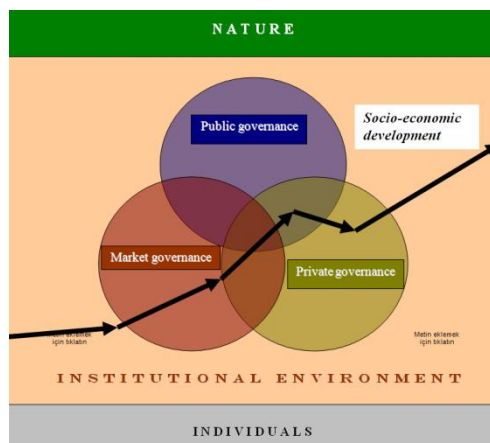 NATURE
Public governance
Socio-economic
development
Market governance
Private governance
Metin eklemek
için tıklatın
Metin eklemek
için tıklatın
INSTITUTIONAL ENVIRONMENT
INDIVIDUALS